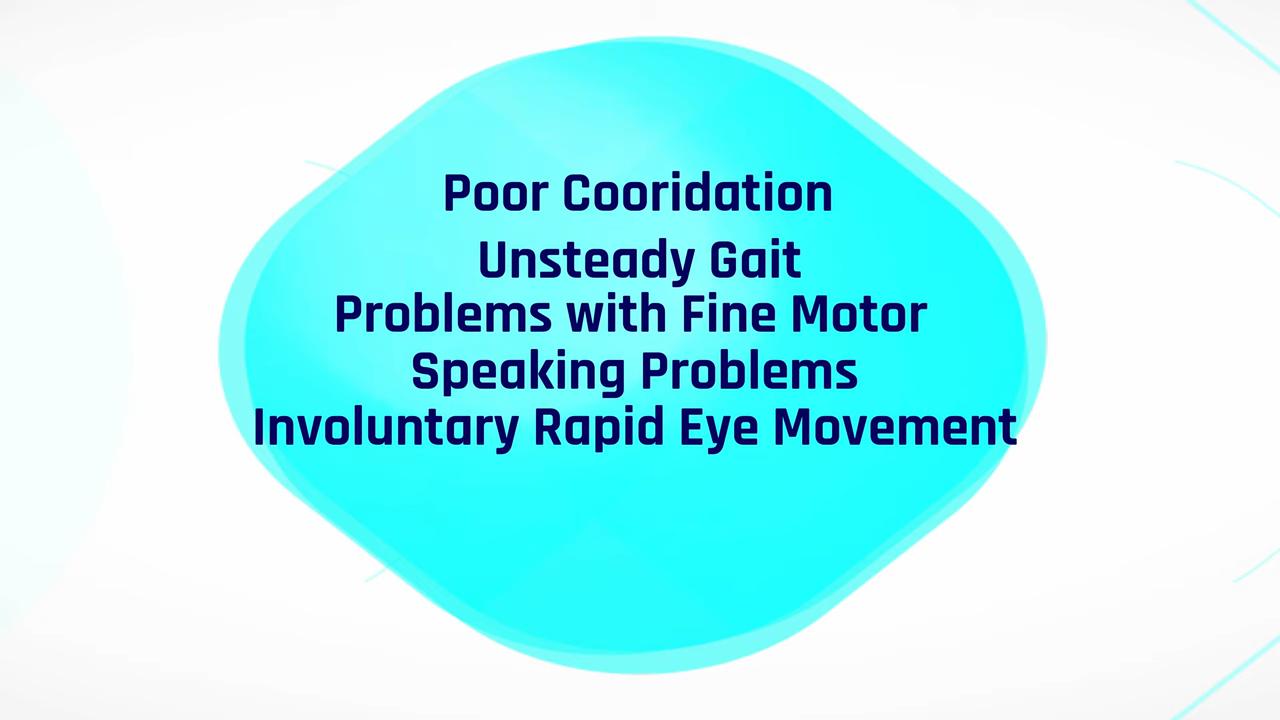 Poor Cooridation
Unsteady Gait
Problems with Fine Motor
Speaking Problems
Involuntary Rapid Eye Movement